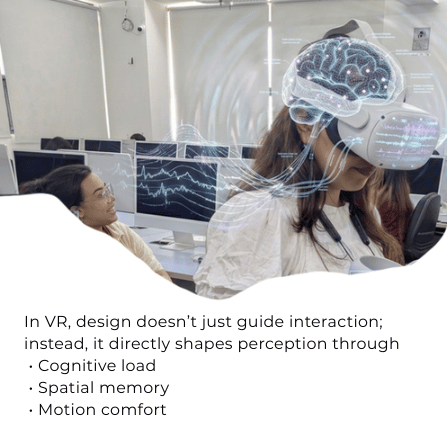 In VR, design doesn’t just guide interaction;
instead, it directly shapes perception through
• Cognitive load
• Spatial memory
• Motion comfort